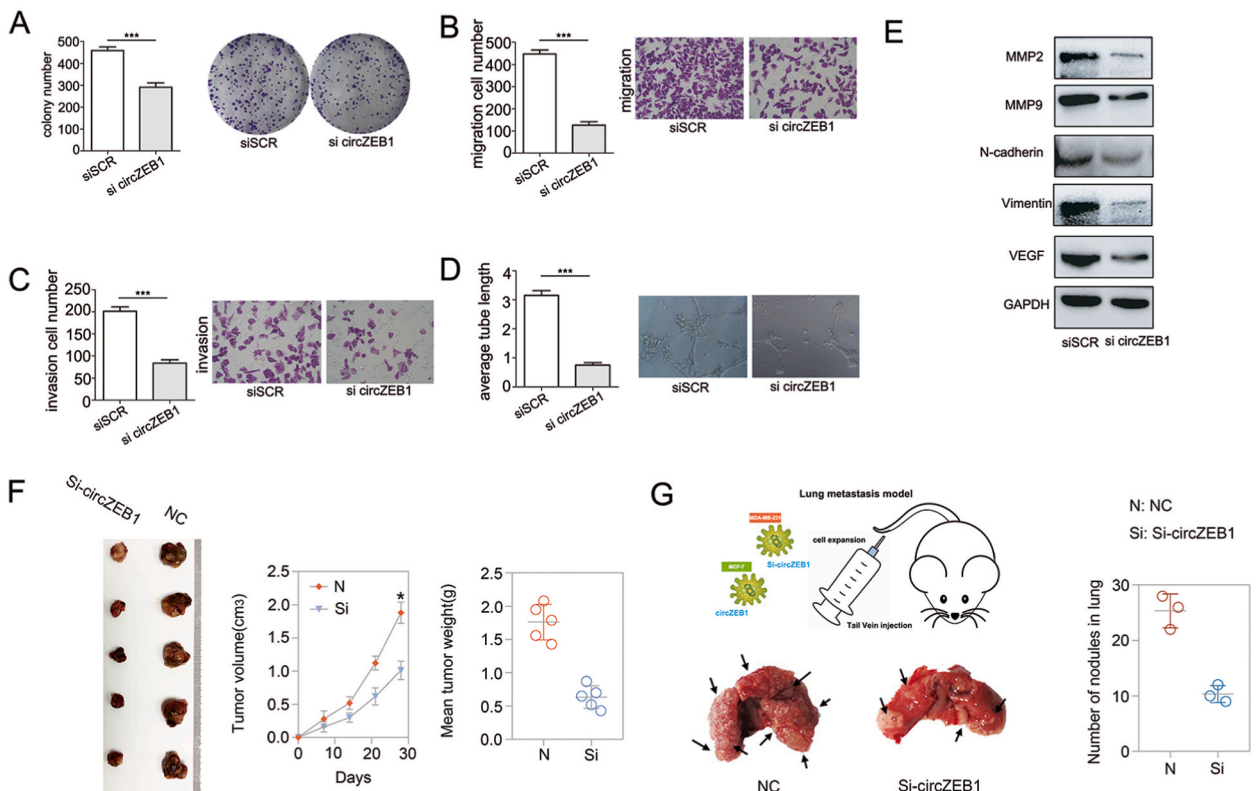 A
colony number
500
400
300
200
100
0
***
siSCR
si circZEB1
siSCR
si circZEB1
B
migration cell number
500
400
300
200
100
0
***
siSCR
si circZEB1
migration
siSCR
si circZEB1
E
MMP2
MMP9
N-cadherin
Vimentin
VEGF
GAPDH
siSCR
si circZEB1
C
invasion cell number
250
200
150
100
50
0
***
siSCR
si circZEB1
invasion
siSCR
si circZEB1
D
average tube length
4
3
2
1
0
***
siSCR
si circZEB1
siSCR
si circZEB1
F
Si-circZEB1
NC
Tumor volume(cm3)
2.5
2.0
1.5
1.0
0.5
0.0
N
Si
*
0
10
20
30
Days
Mean tumor weight(g)
2.5
2.0
1.5
1.0
0.5
0.0
N
Si
G
Lung metastasis model
MDA-MB-231
Si-circZEB1
MCF-7
circZEB1
cell expansion
Tail Vein injection
NC
Si-circZEB1
N: NC
Si: Si-circZEB1
Number of nodules in lung
30
20
10
0
N
Si